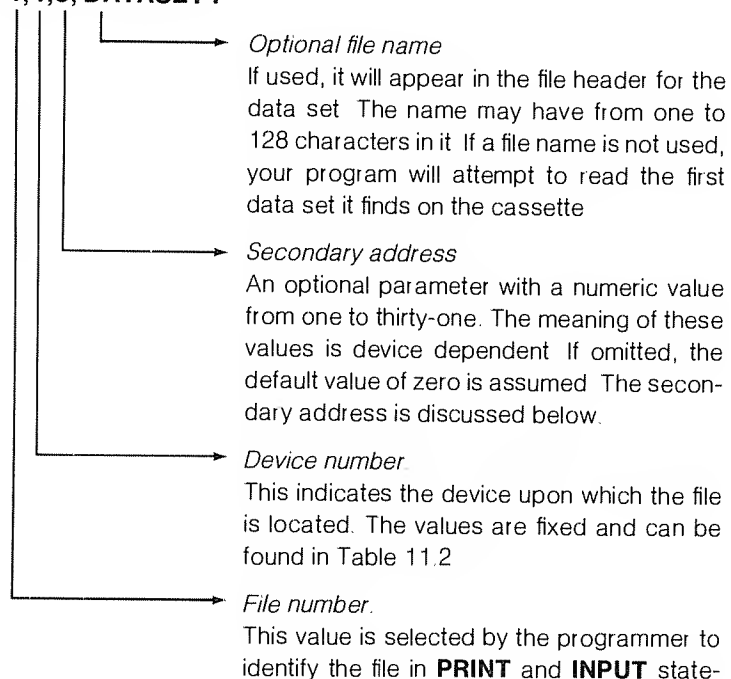 Optional file name
If used, it will appear in the file header for the
data set The name may have from one to
128 characters in it If a file name is not used,
your program will attempt to read the first
data set it finds on the cassette
Secondary address
An optional parameter with a numeric value
from one to thirty-one. The meaning of these
values is device dependent If omitted, the
default value of zero is assumed The secon-
dary address is discussed below.
Device number.
This indicates the device upon which the file
is located. The values are fixed and can be
found in Table 11.2
File number.
This value is selected by the programmer to
identify the file in PRINT and INPUT state-